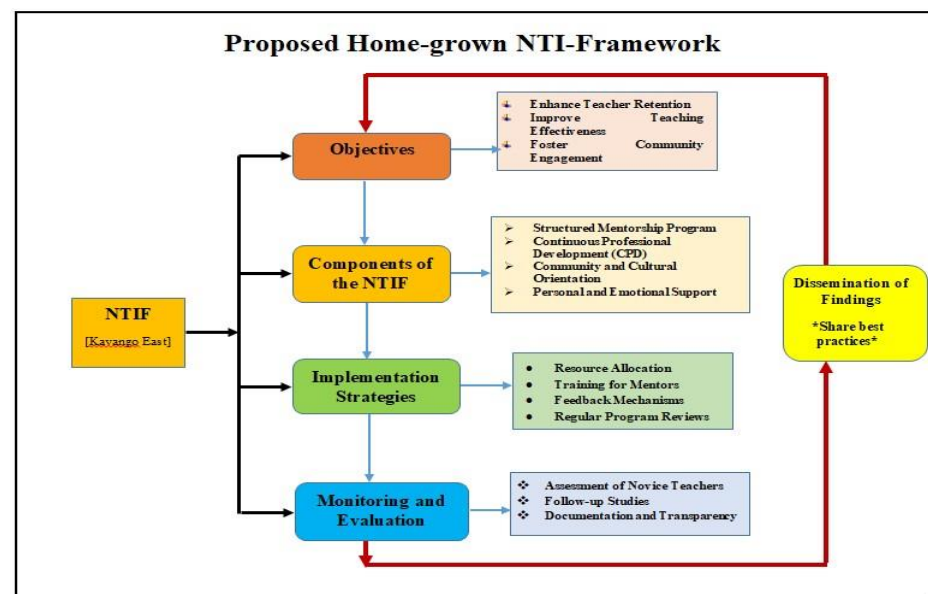 Proposed Home-grown NTI-Framework
Enhance Teacher Retention
Improve Teaching
Effectiveness
Foster Community
Engagement
Objectives
Structured Mentorship Program
Continuous Professional
Development (CPD)
Community and Cultural
Orientation
Personal and Emotional Support
Components of
the NTIF
Dissemination of
Findings
*Share best
practices*
NTIF
[Kavango East]
Implementation
Strategies
Resource Allocation
Training for Mentors
Feedback Mechanisms
Regular Program Reviews
Monitoring and
Evaluation
Assessment of Novice Teachers
Follow-up Studies
Documentation and Transparency